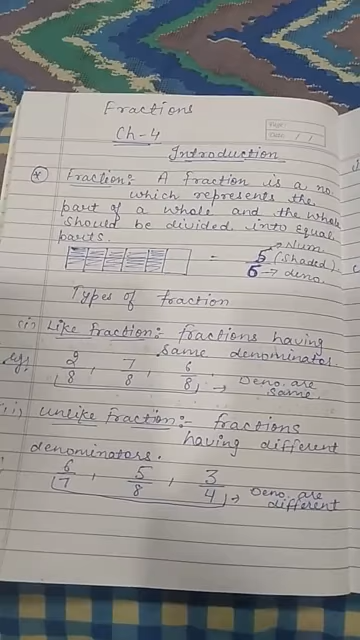 Fractions
Ch-4
Page:
Date: / /
Introduction
* Fraction:- A fraction is a no.
which represents the
part of a whole and the whole
should be divided into equal
parts.
= 5/6 → Num. (Shaded) → deno.
Types of fraction
(i) Like Fraction:- fractions having
same denominator.
eg: 2/8, 7/8, 6/8 → Deno. are
same.
(ii) Unlike Fraction:- fractions
having different
denominators.
6/7, 5/8, 3/4 → Deno. are
different